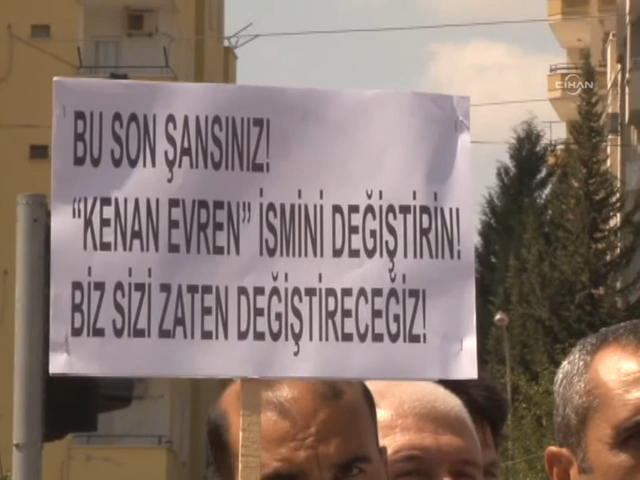 CİHAN
BU SON ŞANSINIZ!
“KENAN EVREN” İSMİNİ DEĞİŞTİRİN!
BİZ SİZİ ZATEN DEĞİŞTİRECEĞİZ!